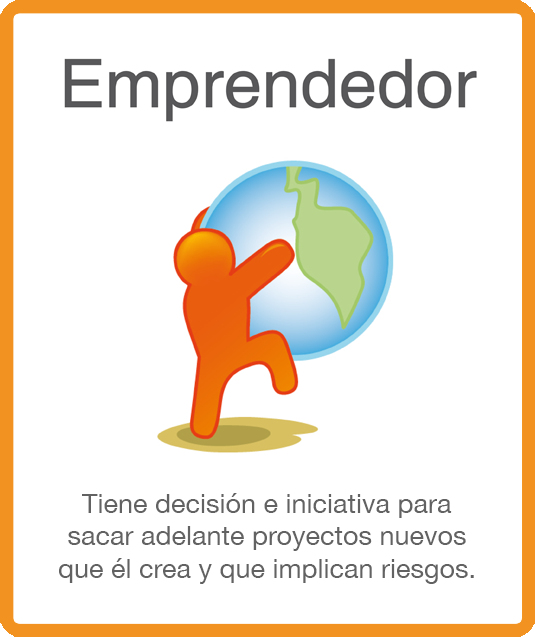 Emprendedor
Tiene decisión e iniciativa para
sacar adelante proyectos nuevos
que él crea y que implican riesgos.